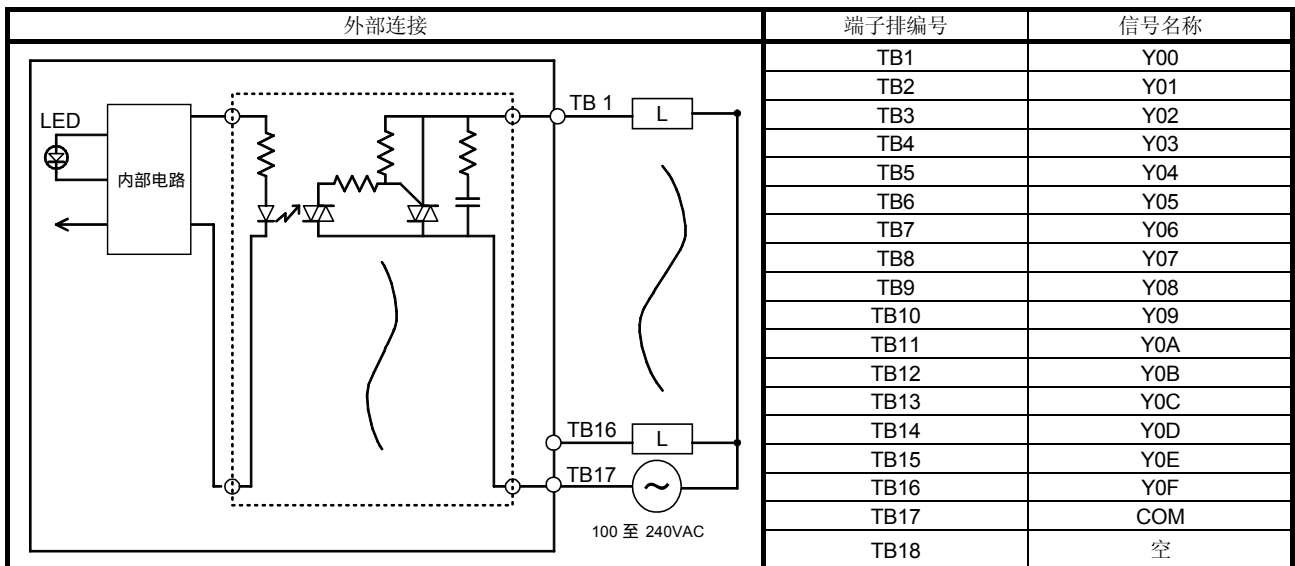 外部连接 端子排编号 信号名称
LED
内部电路
TB 1
L
TB16
L
TB17
100 至 240VAC
TB1 Y00
TB2 Y01
TB3 Y02
TB4 Y03
TB5 Y04
TB6 Y05
TB7 Y06
TB8 Y07
TB9 Y08
TB10 Y09
TB11 Y0A
TB12 Y0B
TB13 Y0C
TB14 Y0D
TB15 Y0E
TB16 Y0F
TB17 COM
TB18 空